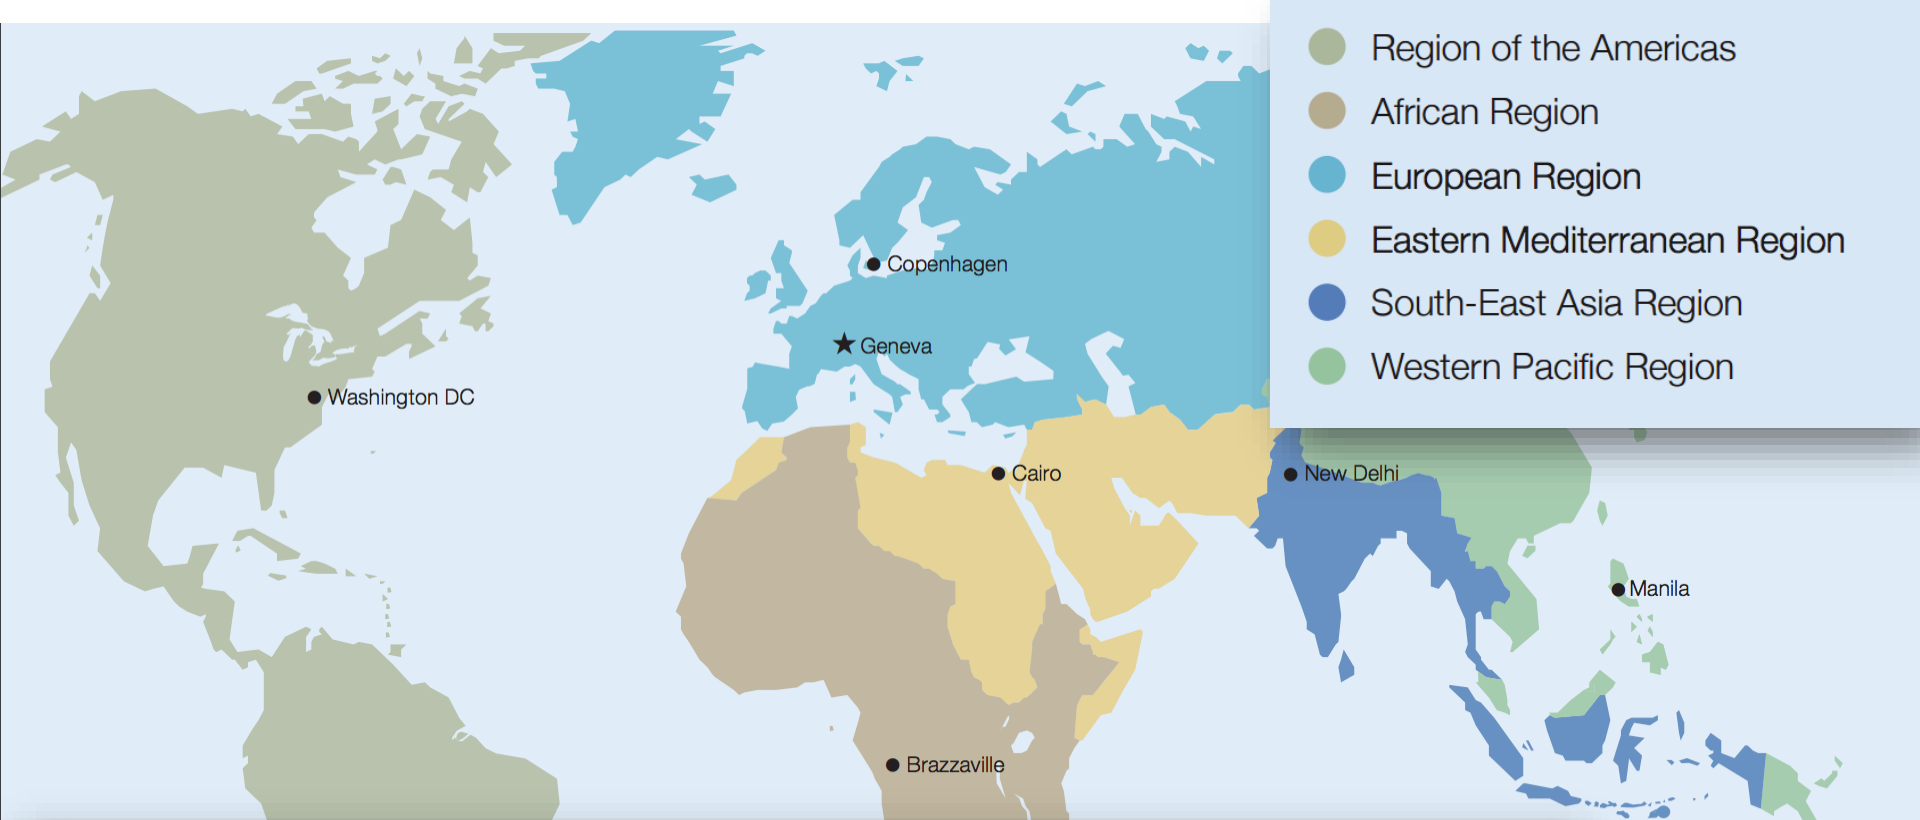 Region of the Americas
African Region
European Region
Eastern Mediterranean Region
South-East Asia Region
Western Pacific Region
Copenhagen
Geneva
Washington DC
Cairo
New Delhi
Manila
Brazzaville